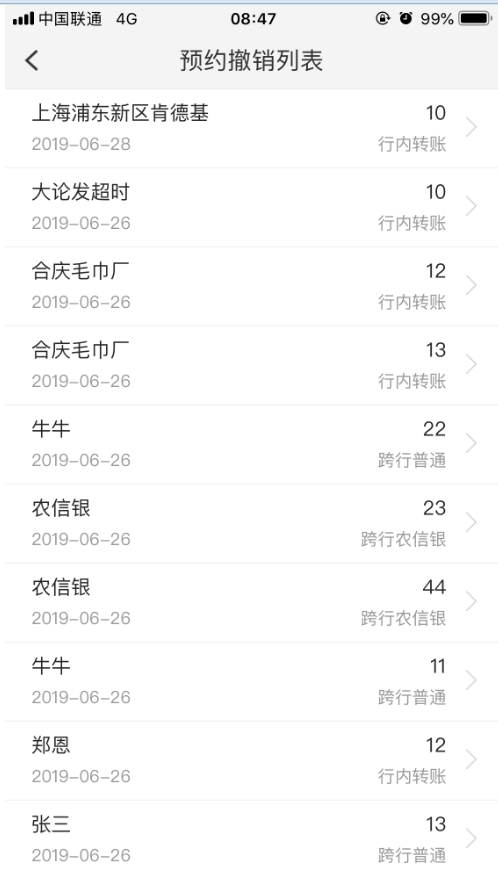 中国联通 4G 08:47 99%
预约撤销列表
上海浦东新区肯德基 10
2019-06-28 行内转账
大论发超时 10
2019-06-26 行内转账
合庆毛巾厂 12
2019-06-26 行内转账
合庆毛巾厂 13
2019-06-26 行内转账
牛牛 22
2019-06-26 跨行普通
农信银 23
2019-06-26 跨行农信银
农信银 44
2019-06-26 跨行农信银
牛牛 11
2019-06-26 跨行普通
郑恩 12
2019-06-26 行内转账
张三 13
2019-06-26 跨行普通